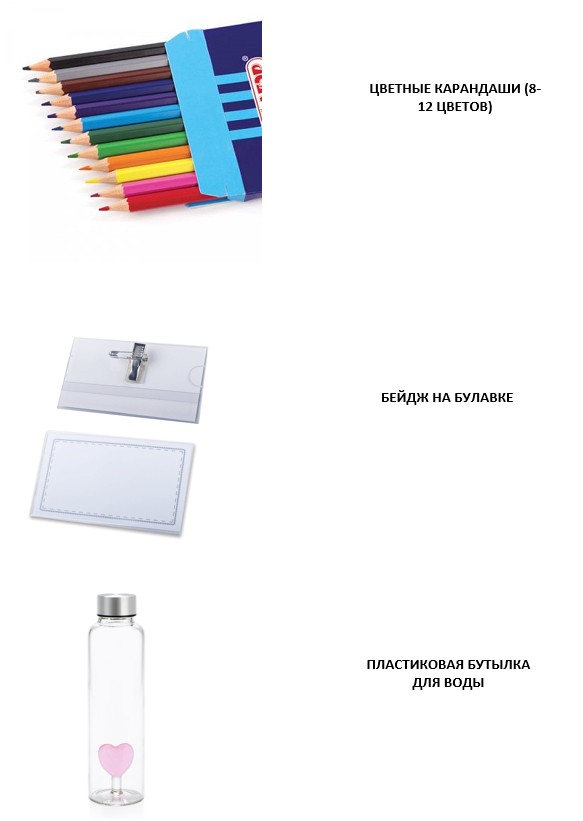 ЦВЕТНЫЕ КАРАНДАШИ (8-
12 ЦВЕТОВ)
БЕЙДЖ НА БУЛАВКЕ
ПЛАСТИКОВАЯ БУТЫЛКА
ДЛЯ ВОДЫ